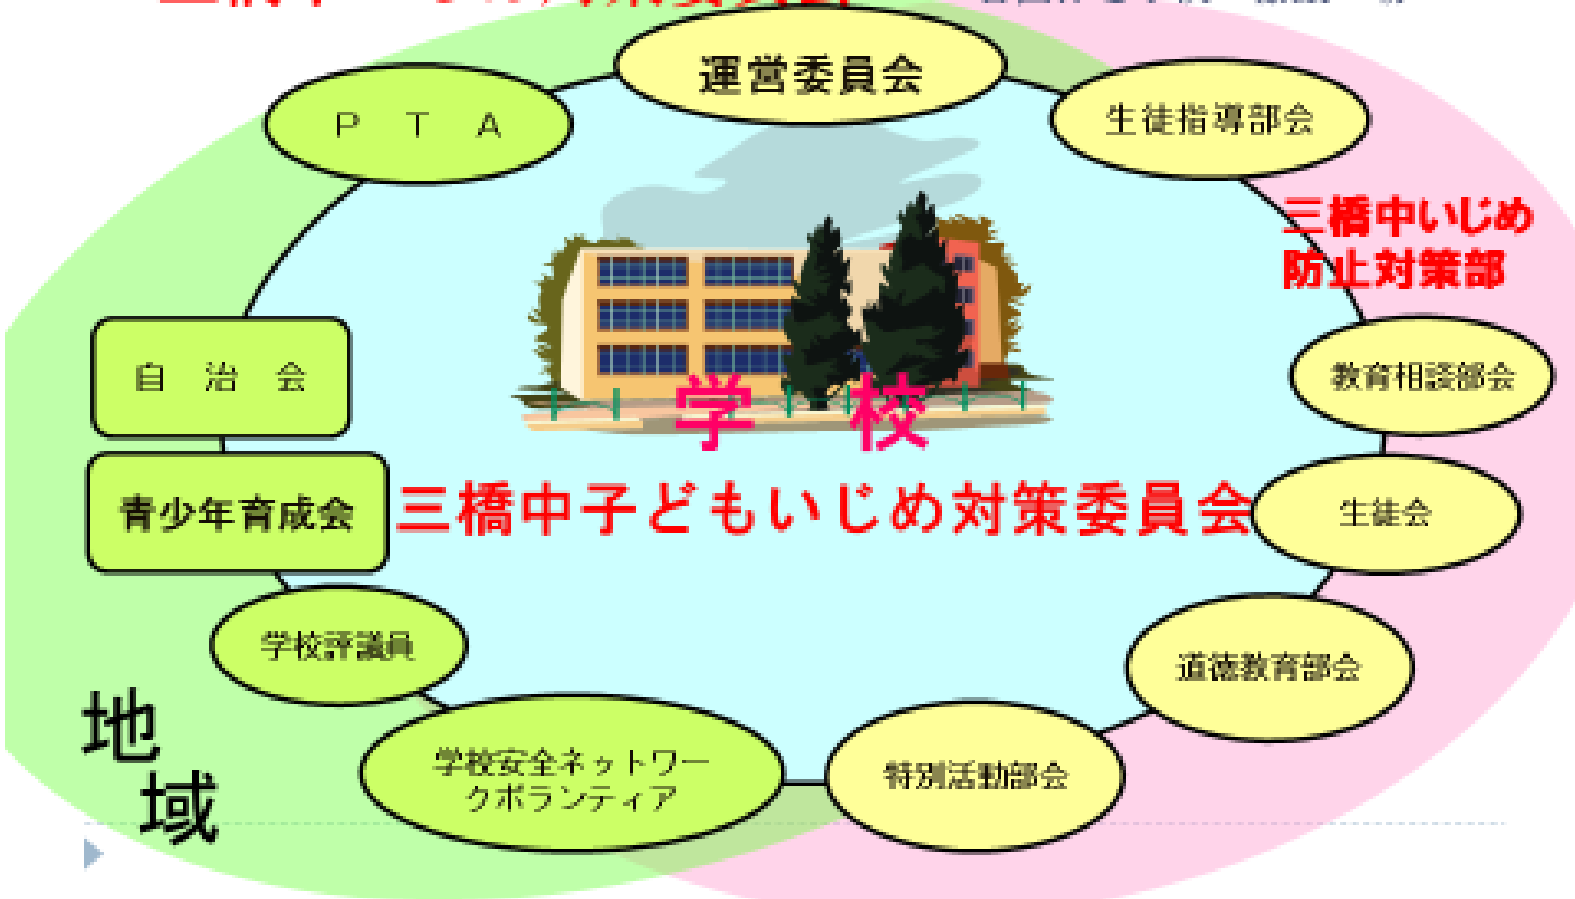 運営委員会
P T A
生徒指導部会
三橋中いじめ
防止対策部
自 治 会
教育相談部会
学 校
青少年育成会
三橋中子どもいじめ対策委員会
生徒会
学校評議員
道徳教育部会
地
域
学校安全ネットワー
クボランティア
特別活動部会